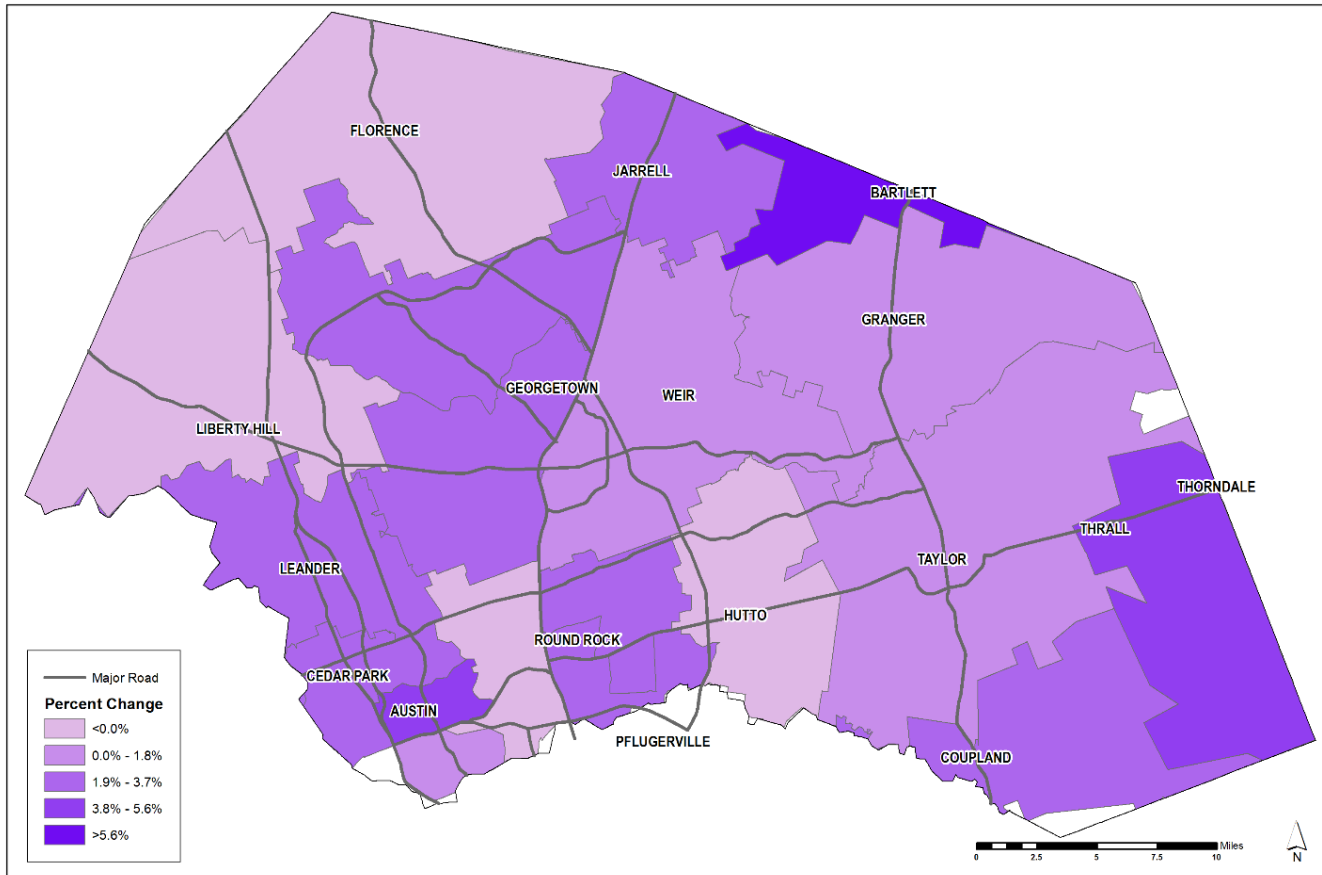 FLORENCE
JARRELL
BARTLETT
GRANGER
GEORGETOWN
WEIR
LIBERTY HILL
THORNDALE
THRALL
TAYLOR
LEANDER
HUTTO
ROUND ROCK
CEDAR PARK
AUSTIN
PFLUGERVILLE
COUPLAND
Major Road
Percent Change
<0.0%
0.0% - 1.8%
1.9% - 3.7%
3.8% - 5.6%
>5.6%
Miles
0 2.5 5 7.5 10
N